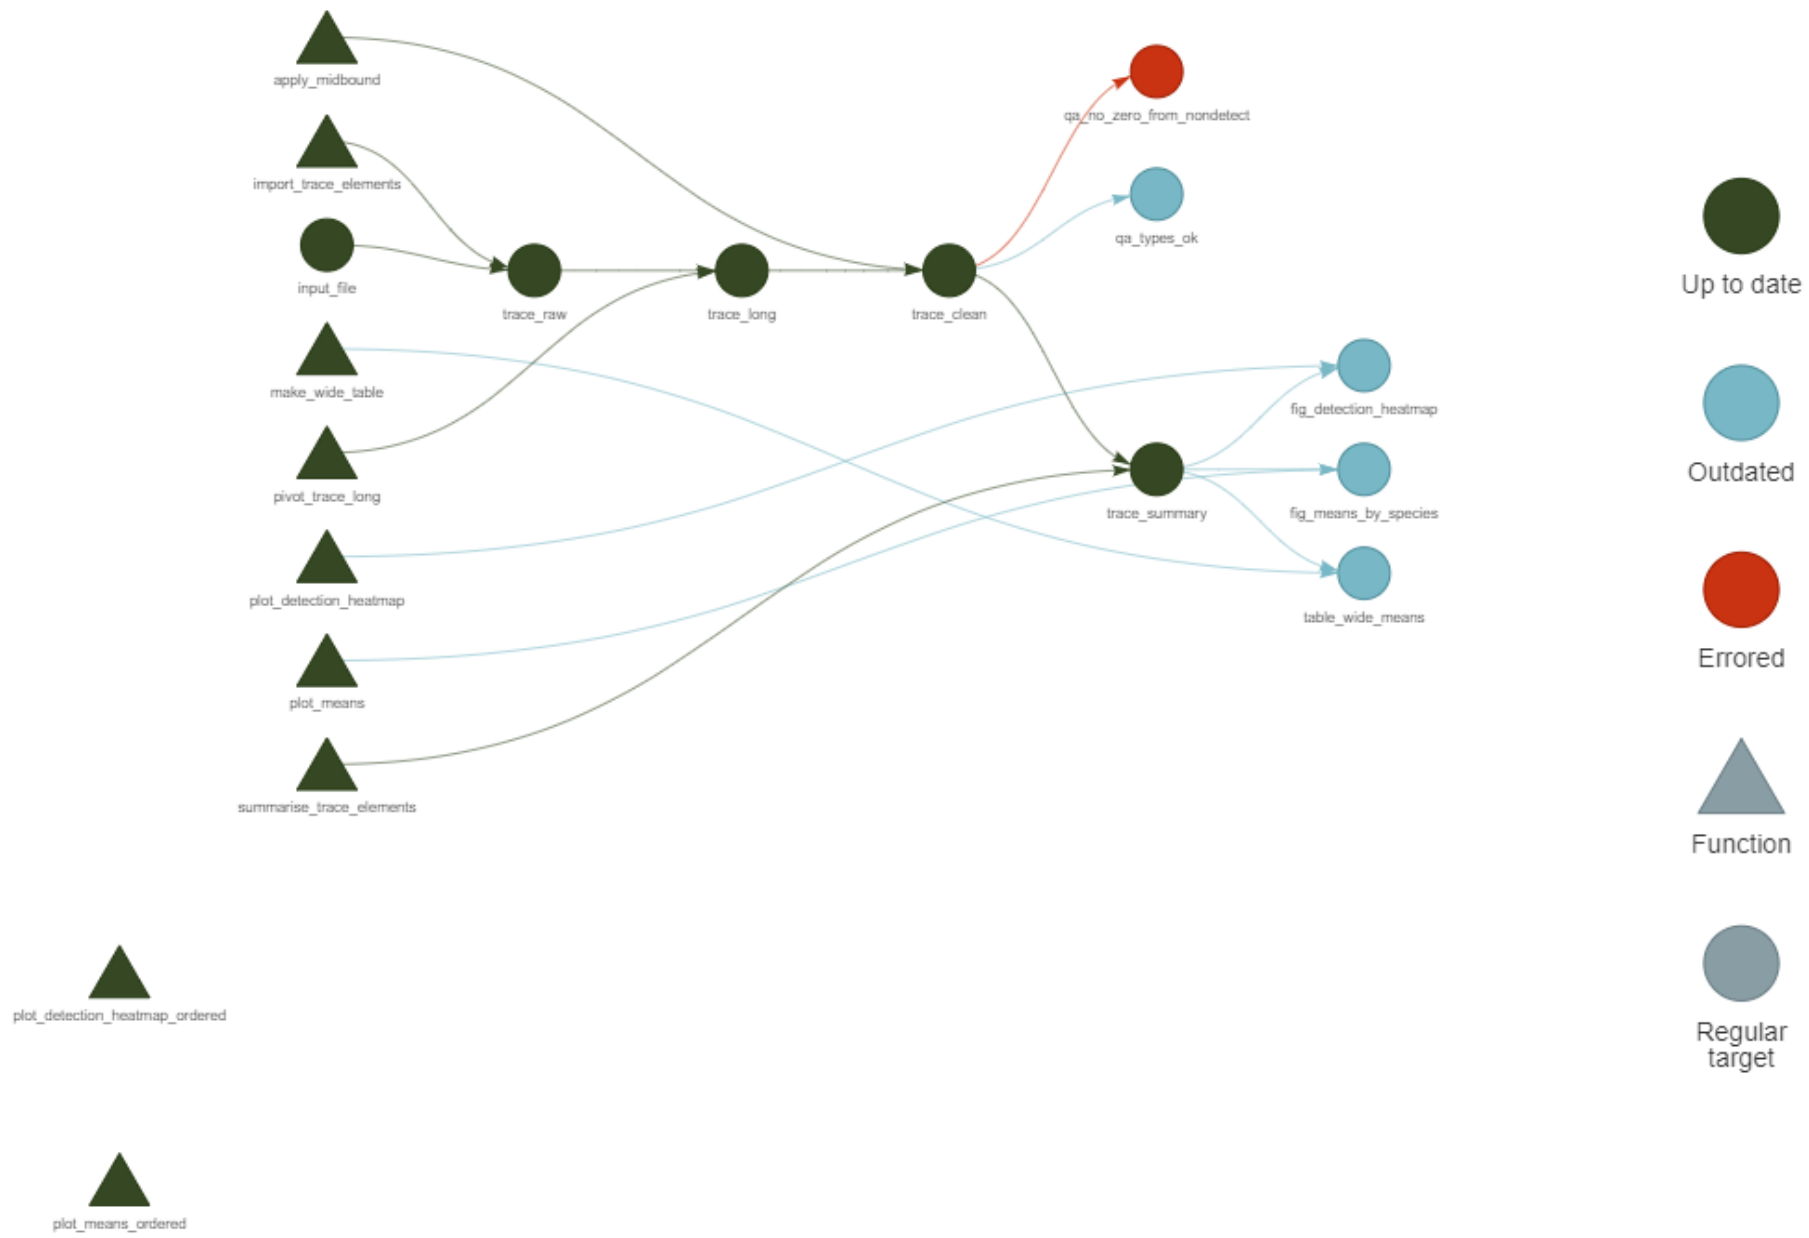 apply_midbound
import_trace_elements
input_file
make_wide_table
pivot_trace_long
plot_detection_heatmap
plot_means
summarise_trace_elements
plot_detection_heatmap_ordered
plot_means_ordered
trace_raw
trace_long
trace_clean
qa_no_zero_from_nondetect
qa_types_ok
trace_summary
fig_detection_heatmap
fig_means_by_species
table_wide_means
Up to date
Outdated
Errored
Function
Regular
target